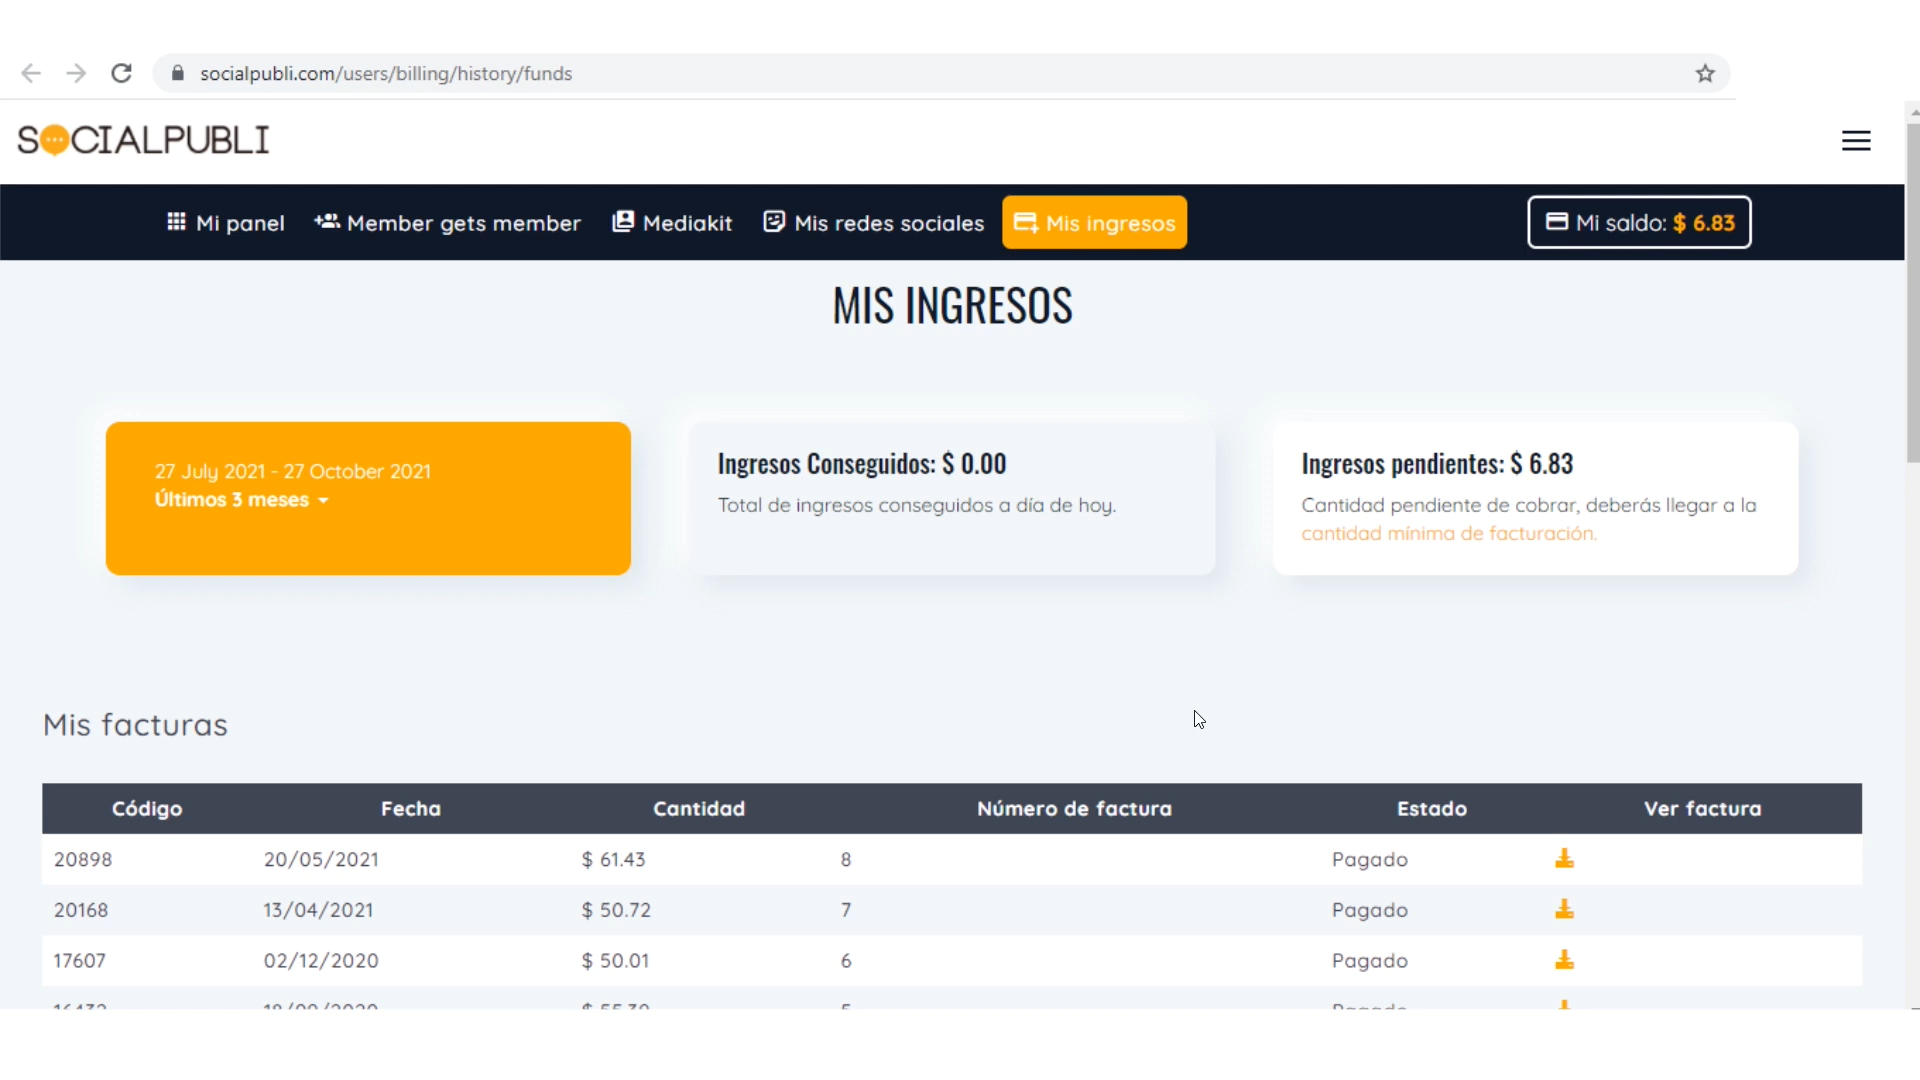 socialpubli.com/users/billing/history/funds
SOCIALPUBLI
Mi panel Member gets member Mediakit Mis redes sociales Mis ingresos Mi saldo: $ 6.83
MIS INGRESOS
27 July 2021 - 27 October 2021
Últimos 3 meses
Ingresos Conseguidos: $ 0.00
Total de ingresos conseguidos a día de hoy.
Ingresos pendientes: $ 6.83
Cantidad pendiente de cobrar, deberás llegar a la
cantidad mínima de facturación.
Mis facturas
Código Fecha Cantidad Número de factura Estado Ver factura
20898 20/05/2021 $ 61.43 8 Pagado
20168 13/04/2021 $ 50.72 7 Pagado
17607 02/12/2020 $ 50.01 6 Pagado